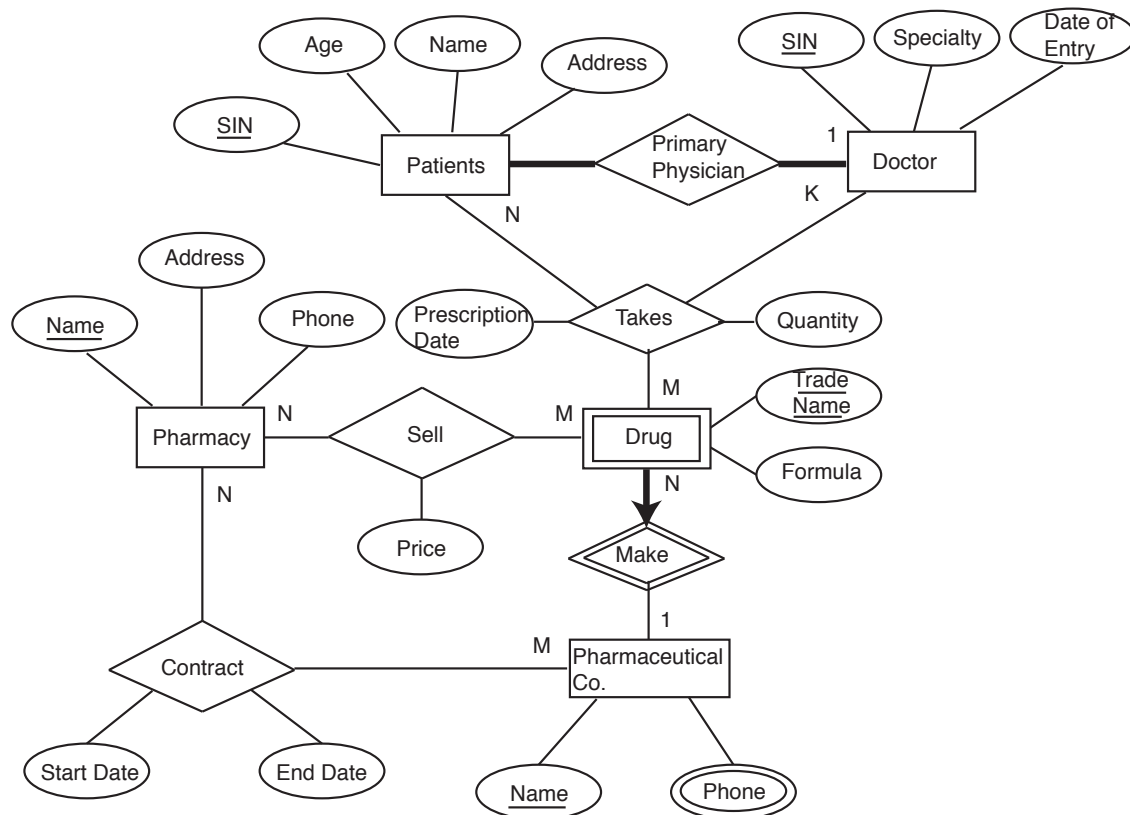 Age
Name
Address
SIN
SIN
Specialty
Date of
Entry
Patients
Primary
Physician
1
Doctor
N
K
Address
Name
Phone
Prescription
Date
Takes
Quantity
M
Trade
Name
Pharmacy
N
Sell
M
Drug
Formula
N
N
Price
Make
1
Contract
M
Pharmaceutical
Co.
Start Date
End Date
Name
Phone